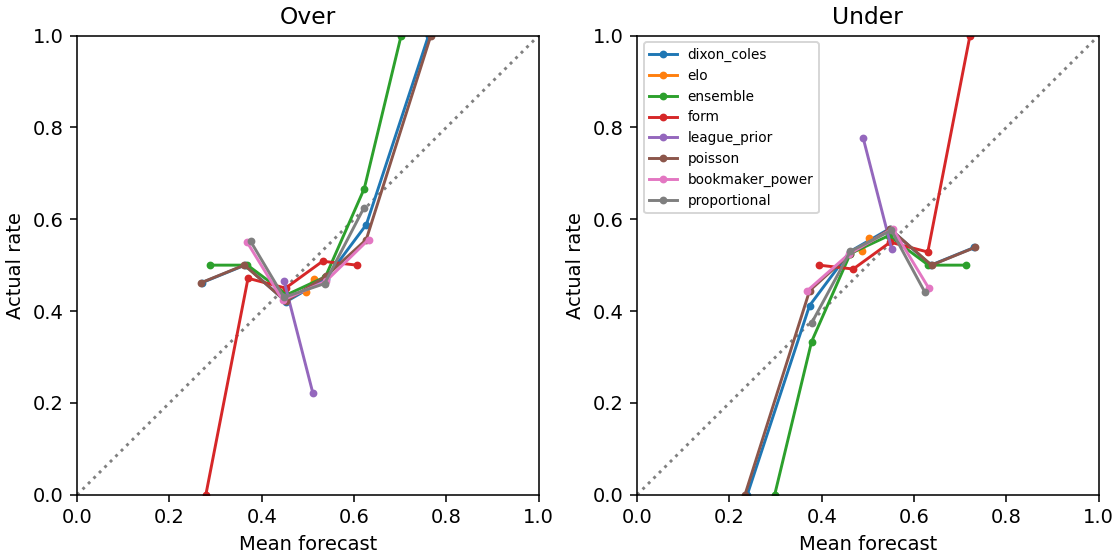 Over
1.0
0.8
0.6
0.4
0.2
0.0
0.0 0.2 0.4 0.6 0.8 1.0
Mean forecast
Actual rate
Under
1.0
0.8
0.6
0.4
0.2
0.0
0.0 0.2 0.4 0.6 0.8 1.0
Mean forecast
Actual rate
dixon_coles
elo
ensemble
form
league_prior
poisson
bookmaker_power
proportional